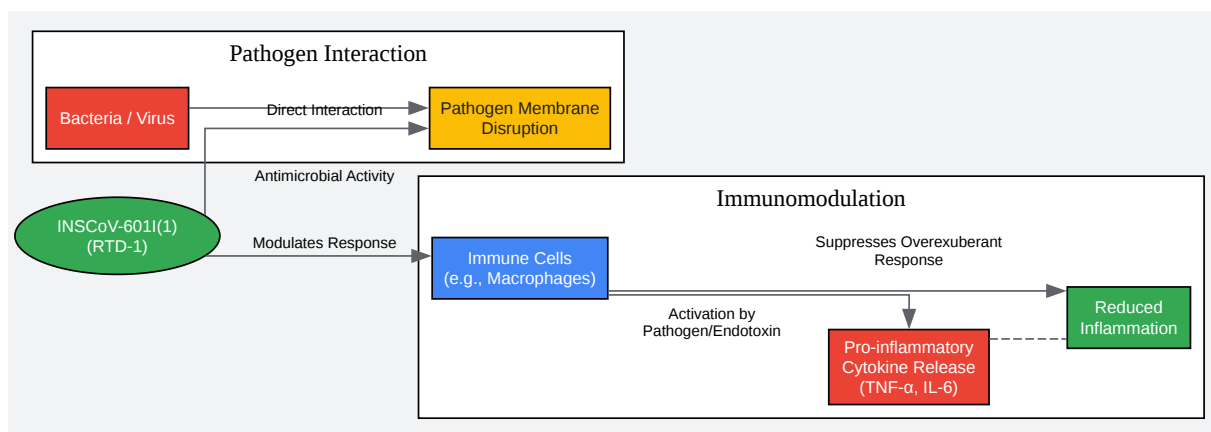 Pathogen Interaction
Bacteria / Virus
Direct Interaction
Pathogen Membrane
Disruption
Antimicrobial Activity
INSCoV-601I(1)
(RTD-1)
Modulates Response
Immunomodulation
Immune Cells
(e.g., Macrophages)
Suppresses Overexuberant
Response
Activation by
Pathogen/Endotoxin
Reduced
Inflammation
Pro-inflammatory
Cytokine Release
(TNF-α, IL-6)